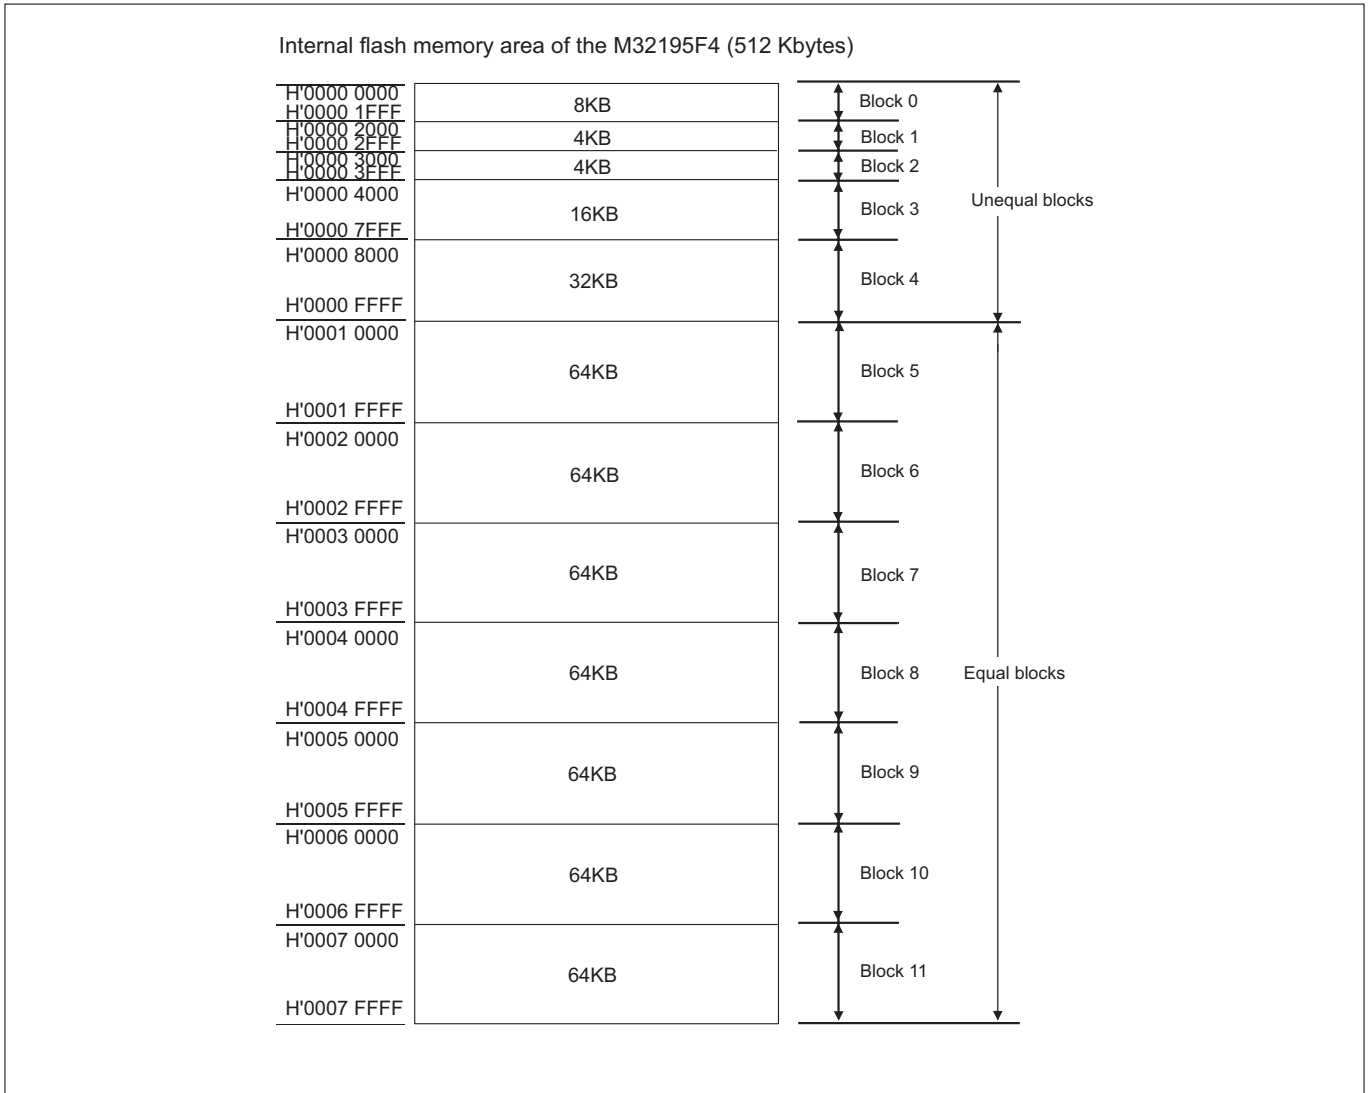 Internal flash memory area of the M32195F4 (512 Kbytes)
H'0000 0000
H'0000 1FFF
8KB
Block 0
H'0000 2000
H'0000 2FFF
4KB
Block 1
H'0000 3000
H'0000 3FFF
4KB
Block 2
H'0000 4000
H'0000 7FFF
16KB
Block 3
Unequal blocks
H'0000 8000
H'0000 FFFF
32KB
Block 4
H'0001 0000
H'0001 FFFF
64KB
Block 5
H'0002 0000
H'0002 FFFF
64KB
Block 6
H'0003 0000
H'0003 FFFF
64KB
Block 7
H'0004 0000
H'0004 FFFF
64KB
Block 8
Equal blocks
H'0005 0000
H'0005 FFFF
64KB
Block 9
H'0006 0000
H'0006 FFFF
64KB
Block 10
H'0007 0000
H'0007 FFFF
64KB
Block 11